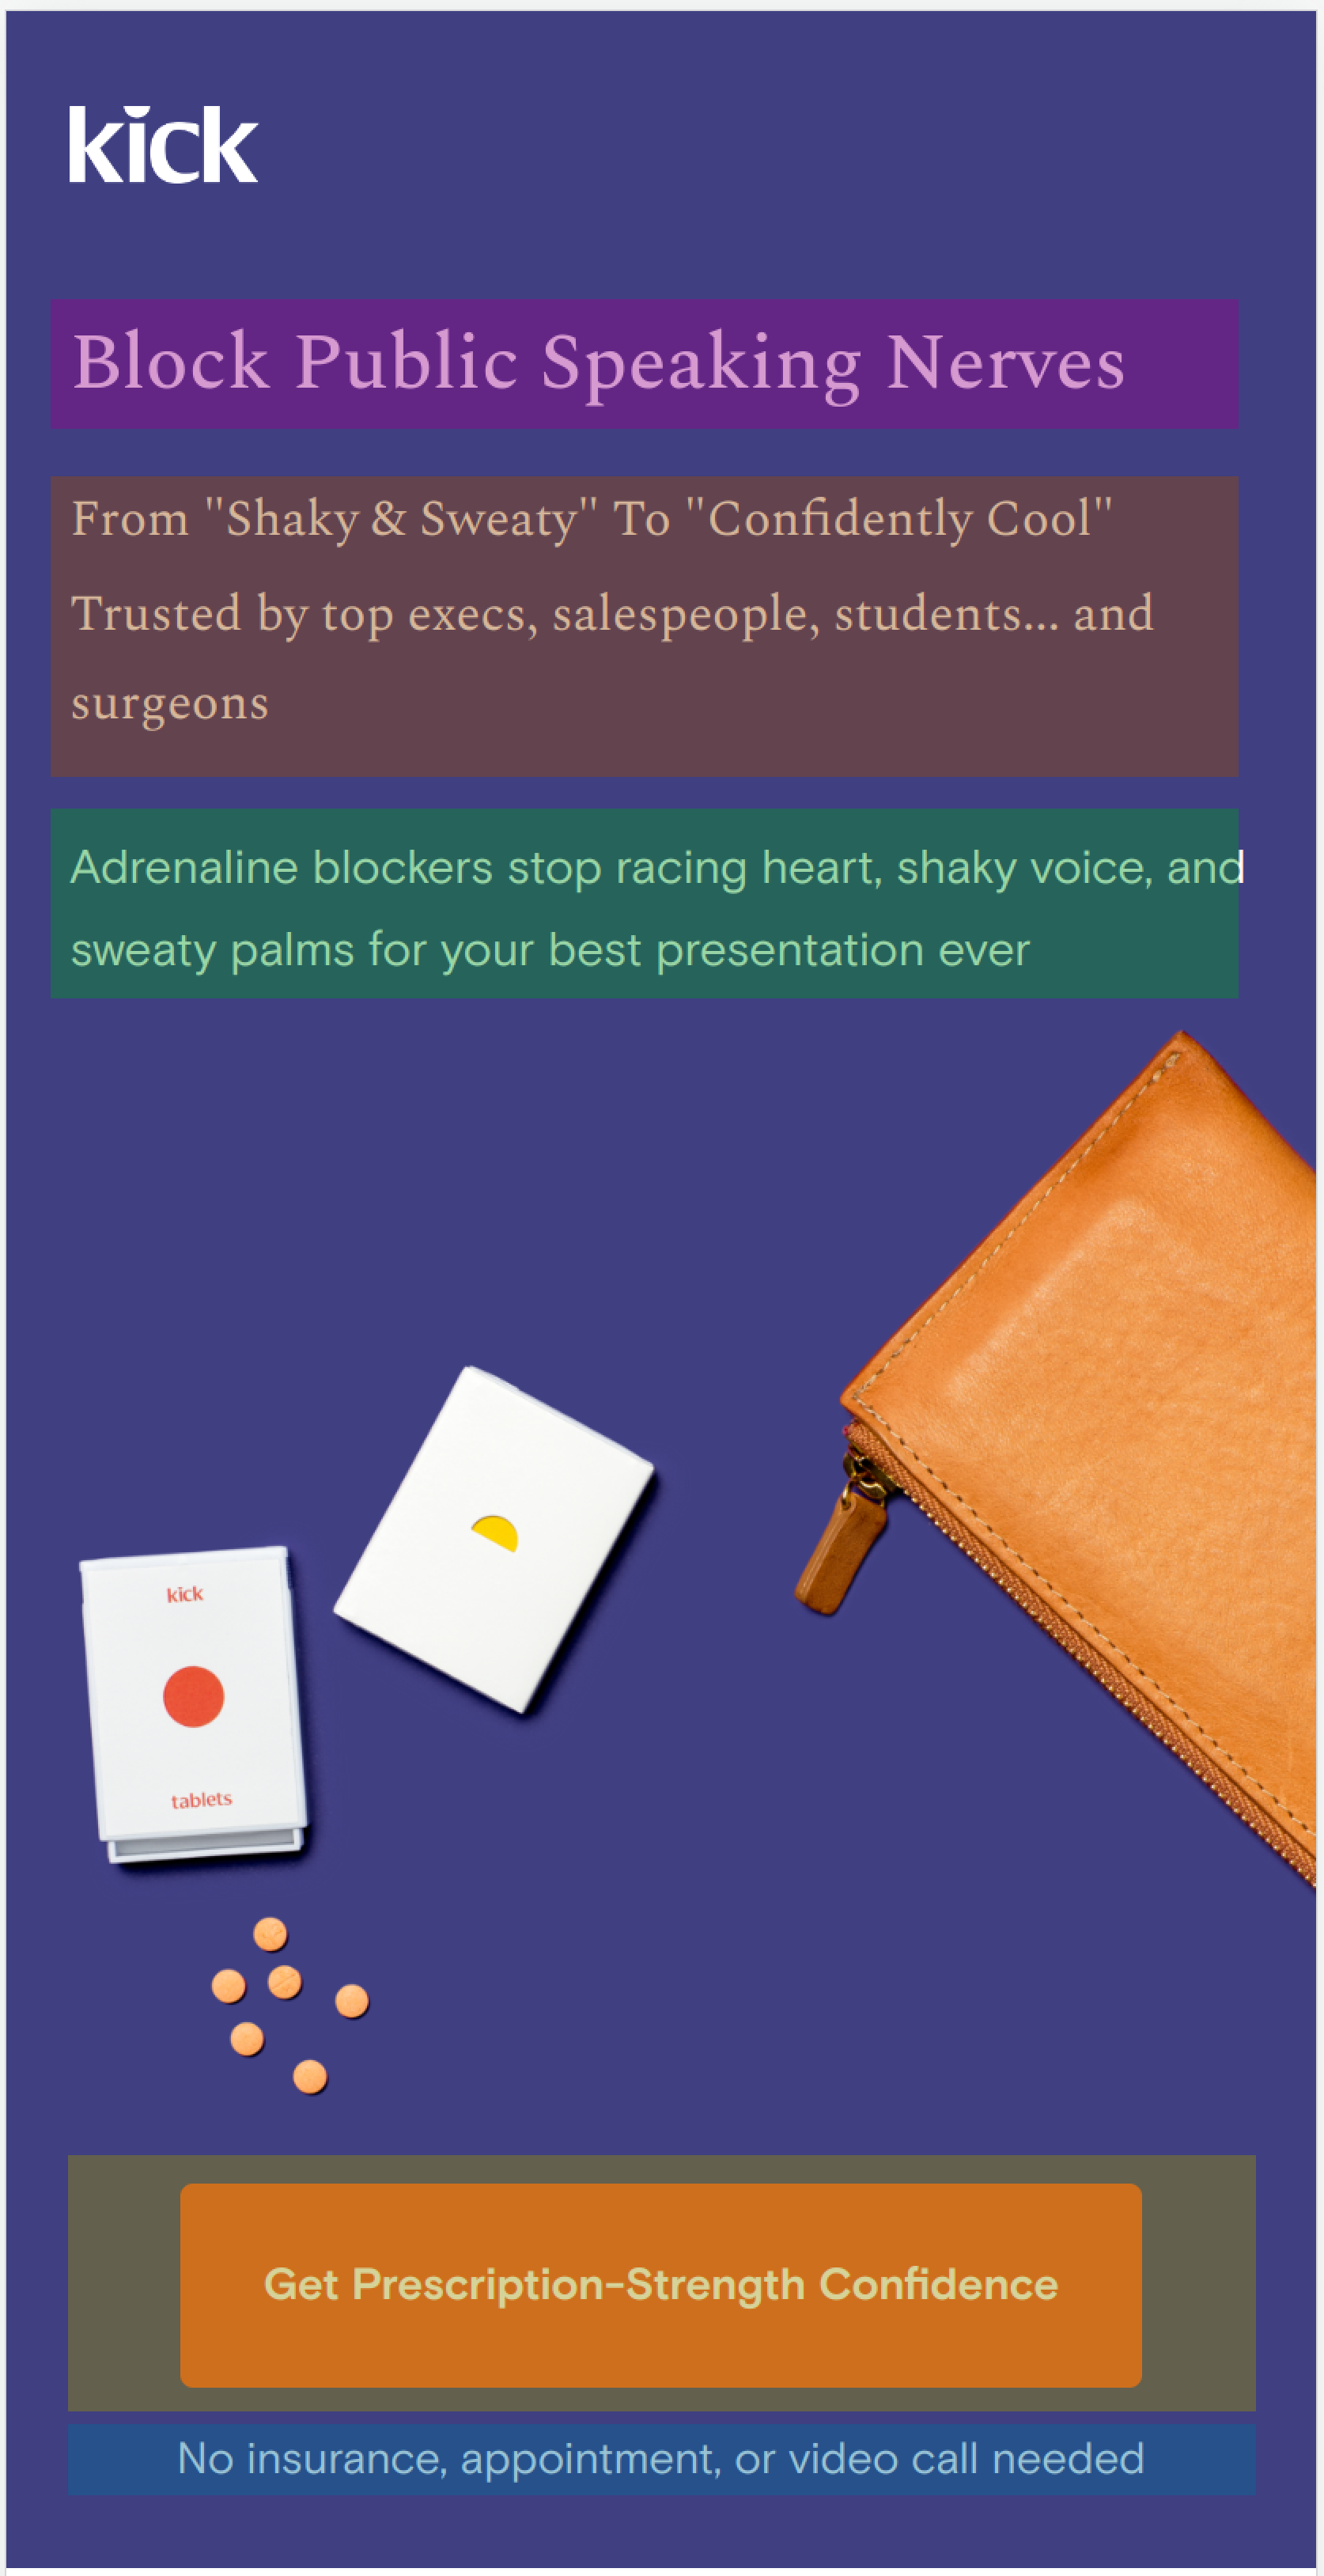 kick
Block Public Speaking Nerves
From "Shaky & Sweaty" To "Confidently Cool"
Trusted by top execs, salespeople, students... and
surgeons
Adrenaline blockers stop racing heart, shaky voice, and
sweaty palms for your best presentation ever
kick
tablets
Get Prescription-Strength Confidence
No insurance, appointment, or video call needed